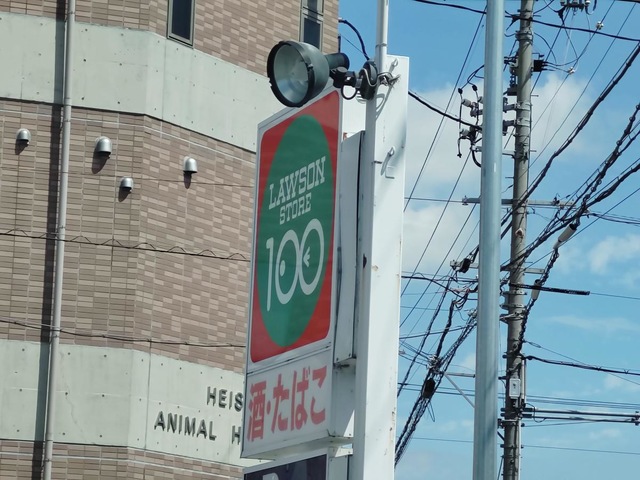 LAWSON
STORE
100
酒・たばこ
HEIS
ANIMAL H